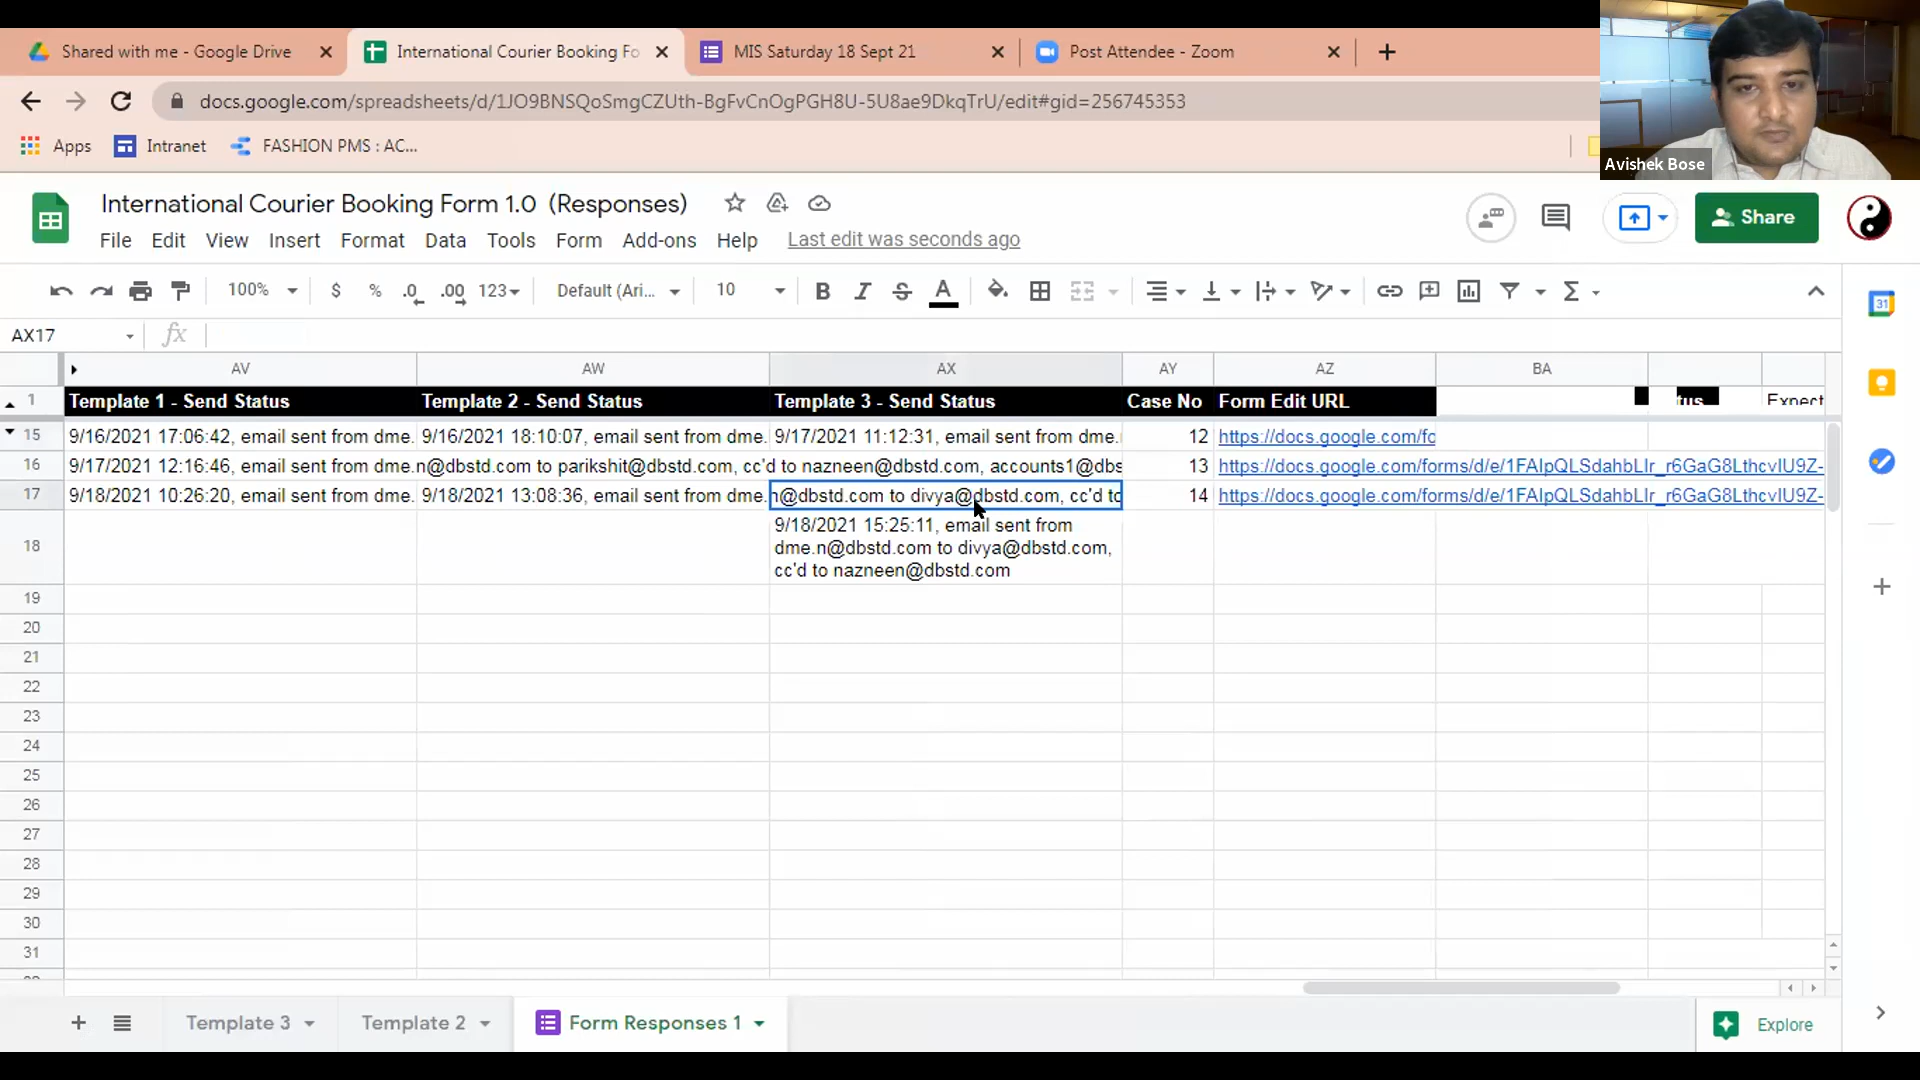 Shared with me - Google Drive
International Courier Booking Fo
MIS Saturday 18 Sept 21
Post Attendee - Zoom
docs.google.com/spreadsheets/d/1JO9BNSQoSmgCZUth-BgFvCnOgPGH8U-5U8ae9DkqTrU/edit#gid=256745353
Apps
Intranet
FASHION PMS : AC...
Avishek Bose
International Courier Booking Form 1.0 (Responses)
File Edit View Insert Format Data Tools Form Add-ons Help Last edit was seconds ago
Share
100% $ % .0 .00 123 Default (Ari... 10 B I S A
31
AX17 fx
AV AW AX AY AZ BA
1 Template 1 - Send Status Template 2 - Send Status Template 3 - Send Status Case No Form Edit URL tus Expect
15 9/16/2021 17:06:42, email sent from dme. 9/16/2021 18:10:07, email sent from dme. 9/17/2021 11:12:31, email sent from dme. 12 https://docs.google.com/fo
16 9/17/2021 12:16:46, email sent from dme.n@dbstd.com to parikshit@dbstd.com, cc'd to nazneen@dbstd.com, accounts1@dbs 13 https://docs.google.com/forms/d/e/1FAIpQLSdahbLIr_r6GaG8LthcvIU9Z-
17 9/18/2021 10:26:20, email sent from dme. 9/18/2021 13:08:36, email sent from dme. n@dbstd.com to divya@dbstd.com, cc'd to 14 https://docs.google.com/forms/d/e/1FAIpQLSdahbLIr_r6GaG8LthcvIU9Z-
18 9/18/2021 15:25:11, email sent from
dme.n@dbstd.com to divya@dbstd.com,
cc'd to nazneen@dbstd.com
19
20
21
22
23
24
25
26
27
28
29
30
31
Template 3
Template 2
Form Responses 1
Explore